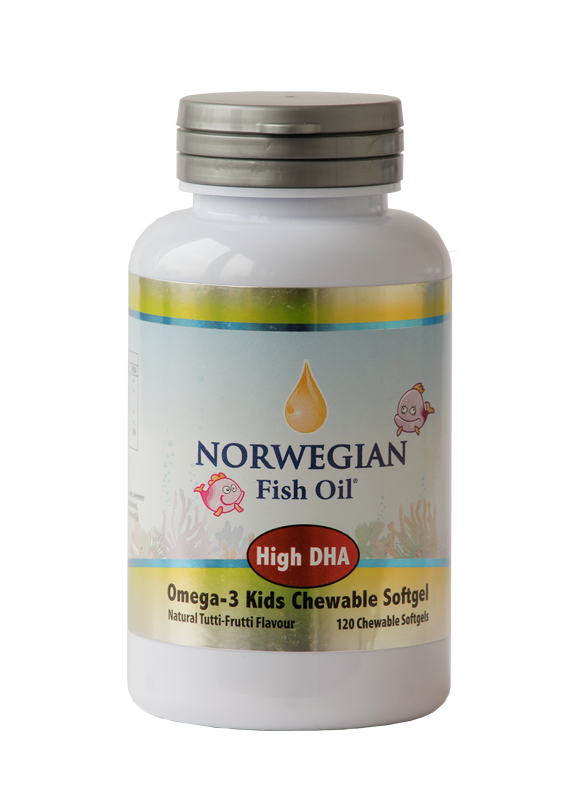 NORWEGIAN
Fish Oil®
High DHA
Omega-3 Kids Chewable Softgel
Natural Tutti-Frutti Flavour 120 Chewable Softgels